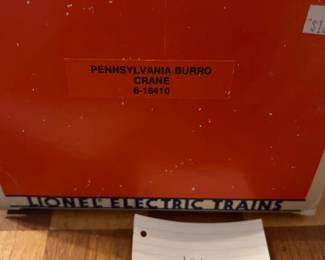 PENNSYLVANIA BURRO
CRANE
6-18410
LIONEL ELECTRIC TRAINS